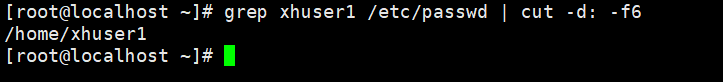 [root@localhost ~]# grep xhuser1 /etc/passwd | cut -d: -f6
/home/xhuser1
[root@localhost ~]#